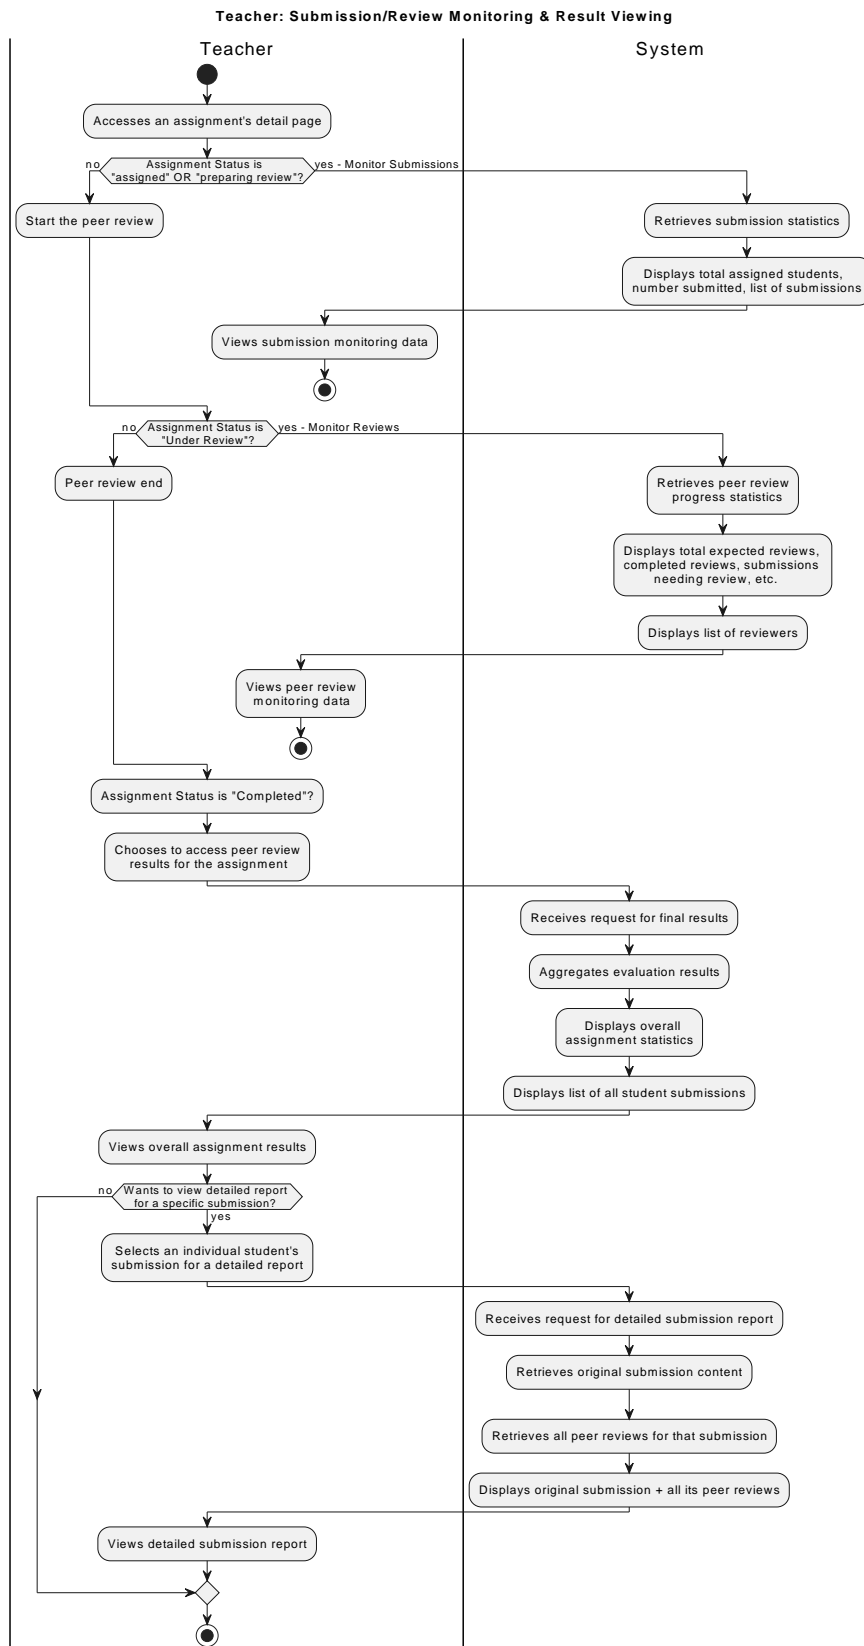 Teacher: Submission/Review Monitoring & Result Viewing
Teacher
System
Accesses an assignment's detail page
Assignment Status is
"assigned" OR "preparing review"?
no
yes - Monitor Submissions
Start the peer review
Retrieves submission statistics
Displays total assigned students,
number submitted, list of submissions
Views submission monitoring data
Assignment Status is
"Under Review"?
no
yes - Monitor Reviews
Peer review end
Retrieves peer review
progress statistics
Displays total expected reviews,
completed reviews, submissions
needing review, etc.
Displays list of reviewers
Views peer review
monitoring data
Assignment Status is "Completed"?
Chooses to access peer review
results for the assignment
Receives request for final results
Aggregates evaluation results
Displays overall
assignment statistics
Displays list of all student submissions
Views overall assignment results
Wants to view detailed report
for a specific submission?
no
yes
Selects an individual student's
submission for a detailed report
Receives request for detailed submission report
Retrieves original submission content
Retrieves all peer reviews for that submission
Displays original submission + all its peer reviews
Views detailed submission report